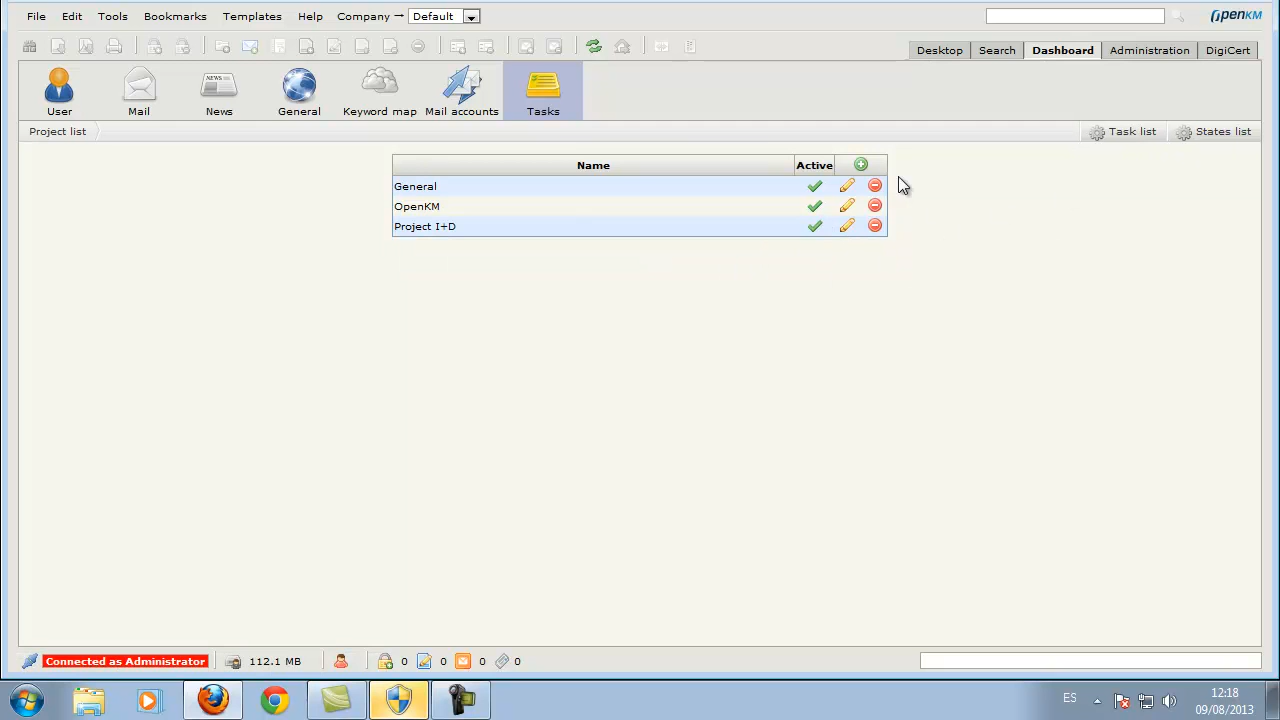 File Edit Tools Bookmarks Templates Help Company Default OpenKM
Desktop Search Dashboard Administration DigiCert
NEWS
User Mail News General Keyword map Mail accounts Tasks
Project list Task list States list
Name Active
General
OpenKM
Project I+D
Connected as Administrator 112.1 MB 0 0 0 0
ES 12:18
09/08/2013